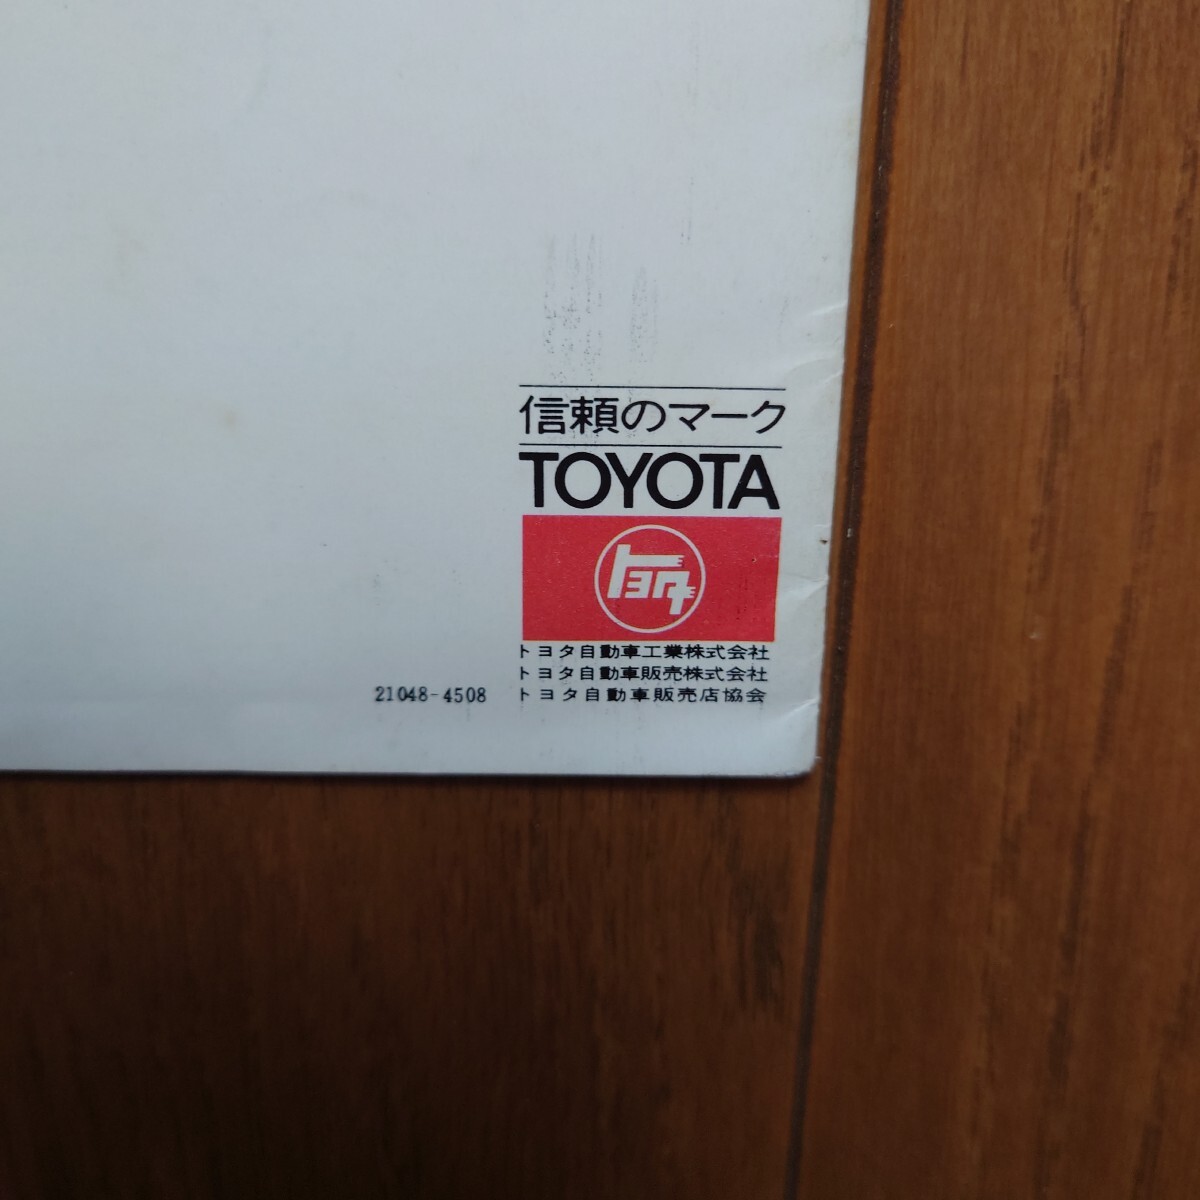 信頼のマーク
TOYOTA
トヨタ
トヨタ自動車工業株式会社
トヨタ自動車販売株式会社
21048-4508 トヨタ自動車販売店協会